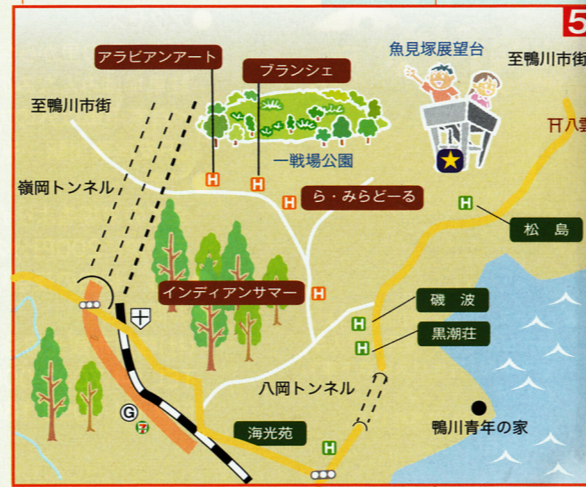 5
アラビアンアート
ブランシェ
魚見塚展望台
至鴨川市街
至鴨川市街
八雲
一戦場公園
嶺岡トンネル
H
H
H
ら・みらどーる
H
松 島
インディアンサマー
H
磯 波
H
黒潮荘
H
八岡トンネル
G
7
海光苑
H
鴨川青年の家